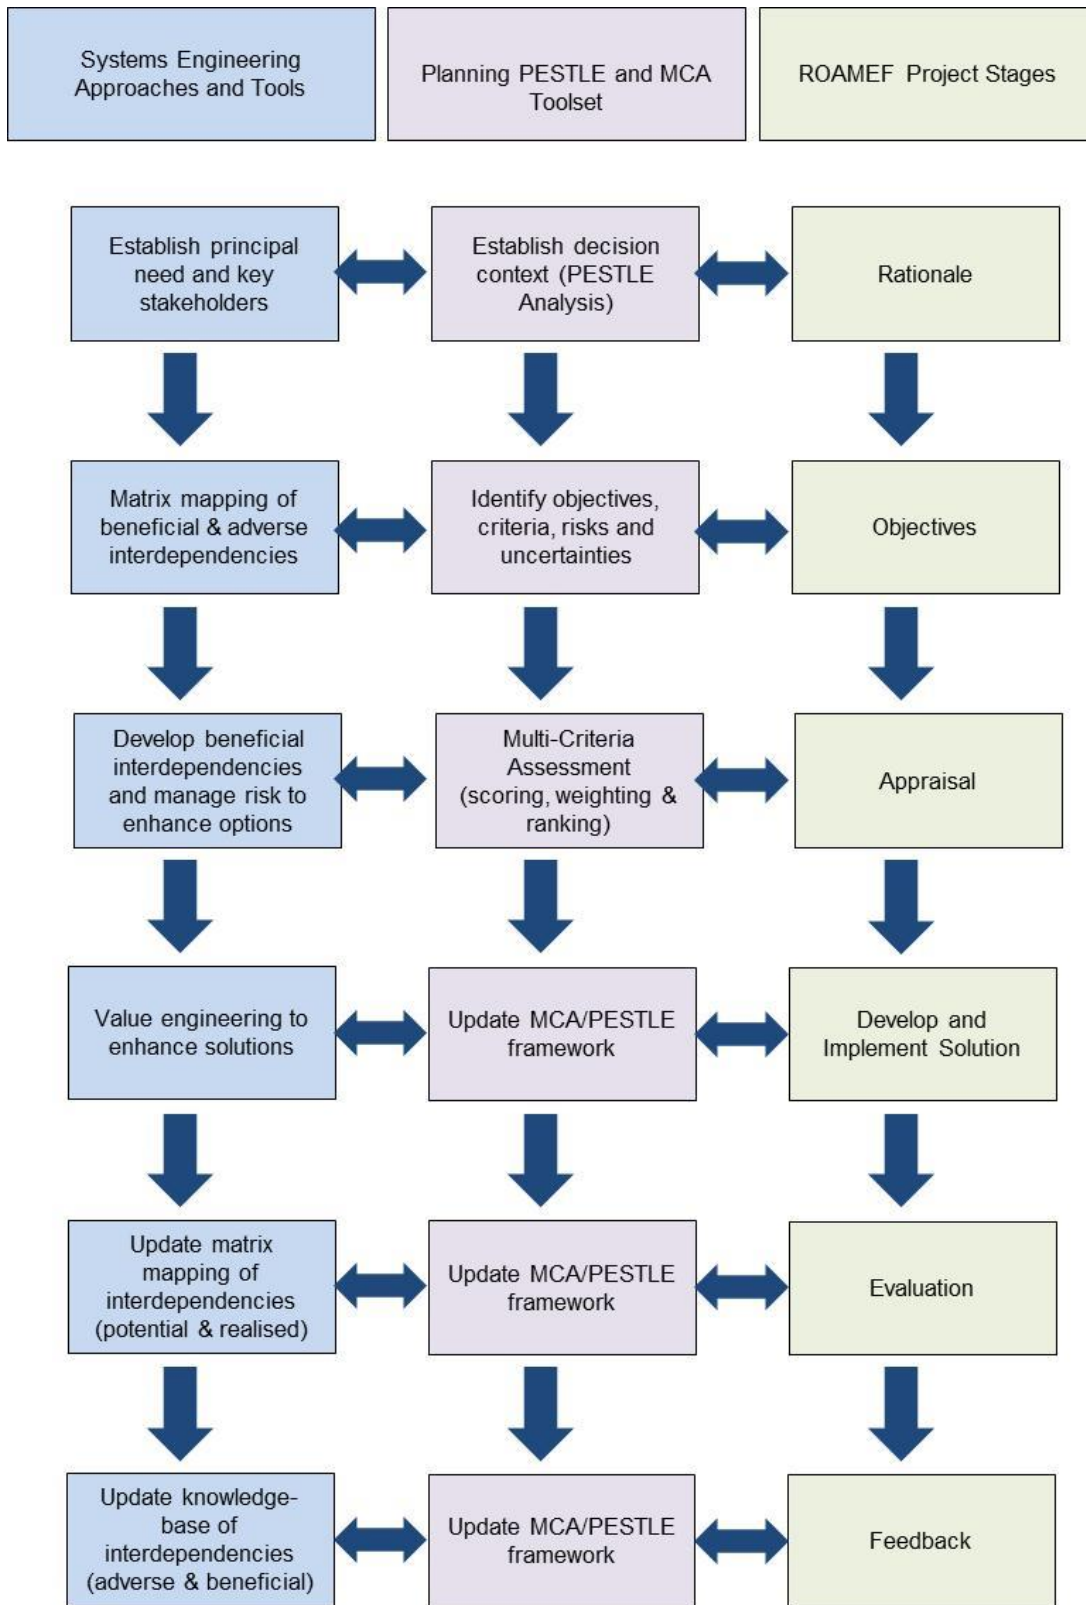 Systems Engineering
Approaches and Tools
Planning PESTLE and MCA
Toolset
ROAMEF Project Stages
Establish principal
need and key
stakeholders
Establish decision
context (PESTLE
Analysis)
Rationale
Matrix mapping of
beneficial & adverse
interdependencies
Identify objectives,
criteria, risks and
uncertainties
Objectives
Develop beneficial
interdependencies
and manage risk to
enhance options
Multi-Criteria
Assessment
(scoring, weighting &
ranking)
Appraisal
Value engineering to
enhance solutions
Update MCA/PESTLE
framework
Develop and
Implement Solution
Update matrix
mapping of
interdependencies
(potential & realised)
Update MCA/PESTLE
framework
Evaluation
Update knowledge-
base of
interdependencies
(adverse & beneficial)
Update MCA/PESTLE
framework
Feedback